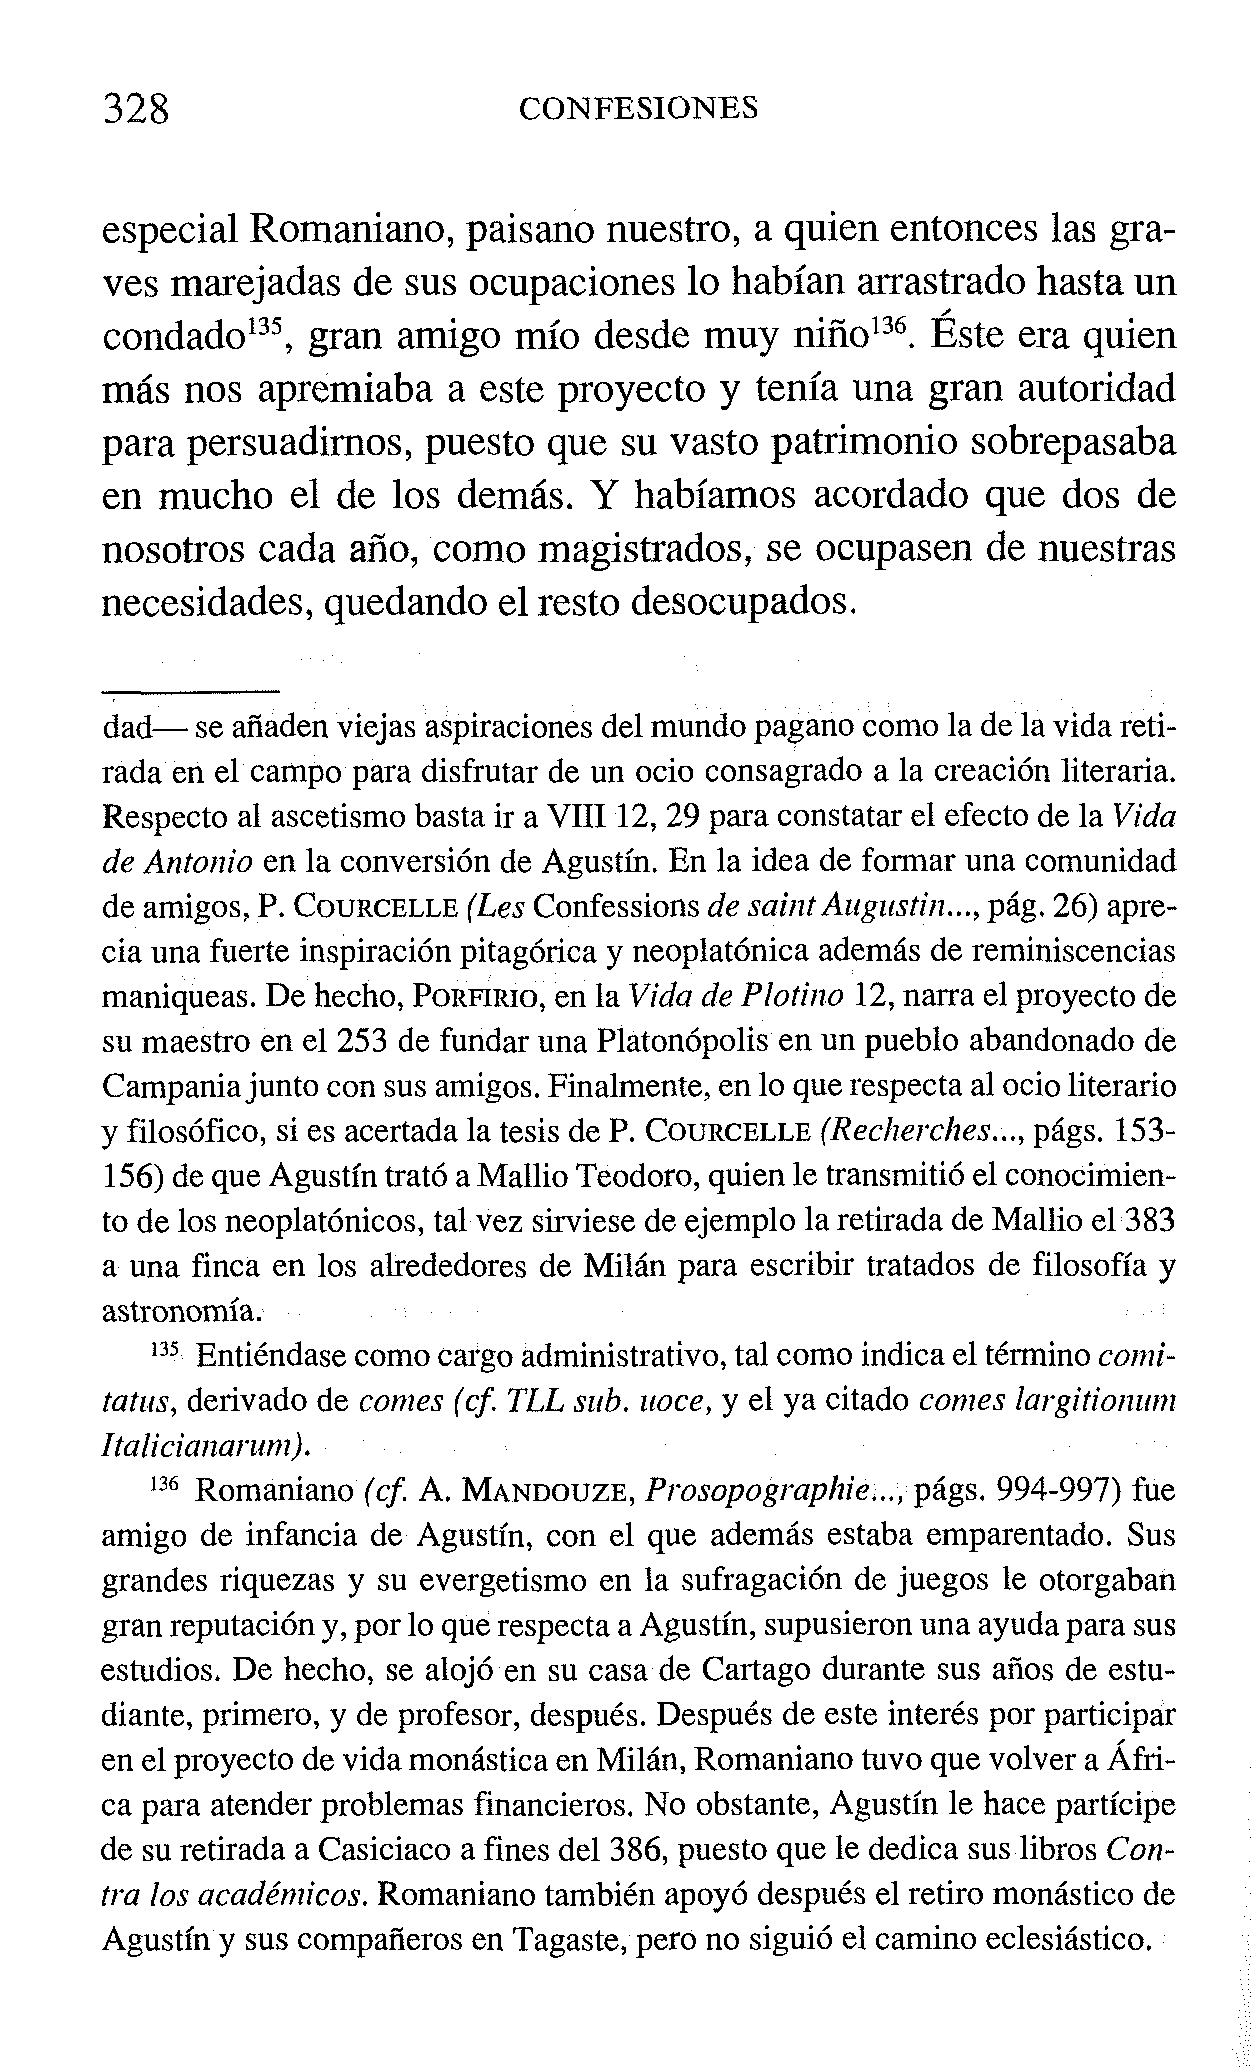 328 CONFESIONES
especial Romaniano, paisano nuestro, a quien entonces las gra-
ves marejadas de sus ocupaciones lo habían arrastrado hasta un
condado¹³⁵, gran amigo mío desde muy niño¹³⁶. Éste era quien
más nos apremiaba a este proyecto y tenía una gran autoridad
para persuadirnos, puesto que su vasto patrimonio sobrepasaba
en mucho el de los demás. Y habíamos acordado que dos de
nosotros cada año, como magistrados, se ocupasen de nuestras
necesidades, quedando el resto desocupados.
dad— se añaden viejas aspiraciones del mundo pagano como la de la vida reti-
rada en el campo para disfrutar de un ocio consagrado a la creación literaria.
Respecto al ascetismo basta ir a VIII 12, 29 para constatar el efecto de la Vida
de Antonio en la conversión de Agustín. En la idea de formar una comunidad
de amigos, P. COURCELLE (Les Confessions de saint Augustin..., pág. 26) apre-
cia una fuerte inspiración pitagórica y neoplatónica además de reminiscencias
maniqueas. De hecho, PORFIRIO, en la Vida de Plotino 12, narra el proyecto de
su maestro en el 253 de fundar una Platonópolis en un pueblo abandonado de
Campania junto con sus amigos. Finalmente, en lo que respecta al ocio literario
y filosófico, si es acertada la tesis de P. COURCELLE (Recherches..., págs. 153-
156) de que Agustín trató a Mallio Teodoro, quien le transmitió el conocimien-
to de los neoplatónicos, tal vez sirviese de ejemplo la retirada de Mallio el 383
a una finca en los alrededores de Milán para escribir tratados de filosofía y
astronomía.
¹³⁵ Entiéndase como cargo administrativo, tal como indica el término comi-
tatus, derivado de comes (cf. TLL sub. uoce, y el ya citado comes largitionum
Italicianarum).
¹³⁶ Romaniano (cf. A. MANDOUZE, Prosopographie..., págs. 994-997) fue
amigo de infancia de Agustín, con el que además estaba emparentado. Sus
grandes riquezas y su evergetismo en la sufragación de juegos le otorgaban
gran reputación y, por lo que respecta a Agustín, supusieron una ayuda para sus
estudios. De hecho, se alojó en su casa de Cartago durante sus años de estu-
diante, primero, y de profesor, después. Después de este interés por participar
en el proyecto de vida monástica en Milán, Romaniano tuvo que volver a Áfri-
ca para atender problemas financieros. No obstante, Agustín le hace partícipe
de su retirada a Casiciaco a fines del 386, puesto que le dedica sus libros Con-
tra los académicos. Romaniano también apoyó después el retiro monástico de
Agustín y sus compañeros en Tagaste, pero no siguió el camino eclesiástico.